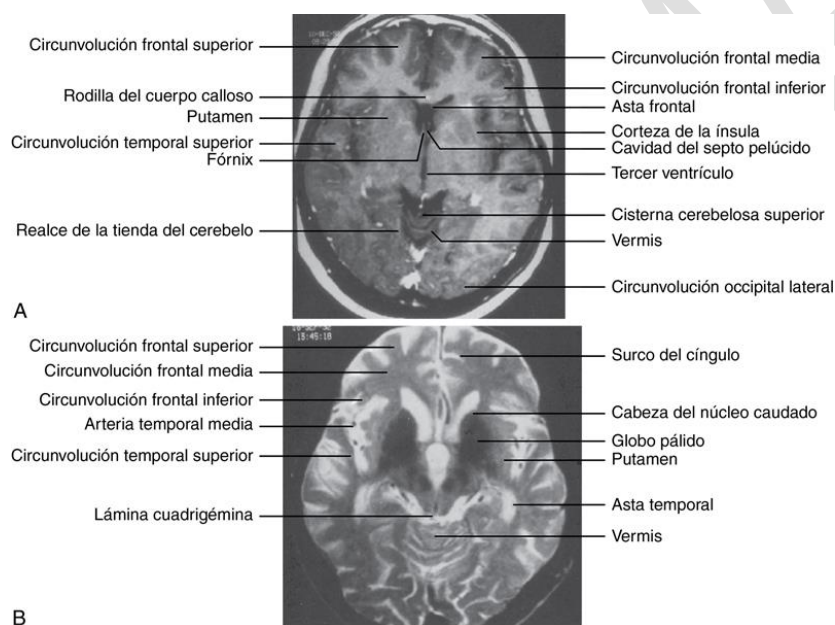 Circunvolución frontal superior
Rodilla del cuerpo calloso
Putamen
Circunvolución temporal superior
Fórnix
Realce de la tienda del cerebelo
Circunvolución frontal media
Circunvolución frontal inferior
Asta frontal
Corteza de la ínsula
Cavidad del septo pelúcido
Tercer ventrículo
Cisterna cerebelosa superior
Vermis
Circunvolución occipital lateral
A
Circunvolución frontal superior
Circunvolución frontal media
Circunvolución frontal inferior
Arteria temporal media
Circunvolución temporal superior
Lámina cuadrigémina
13:45:18
Surco del cíngulo
Cabeza del núcleo caudado
Globo pálido
Putamen
Asta temporal
Vermis
B